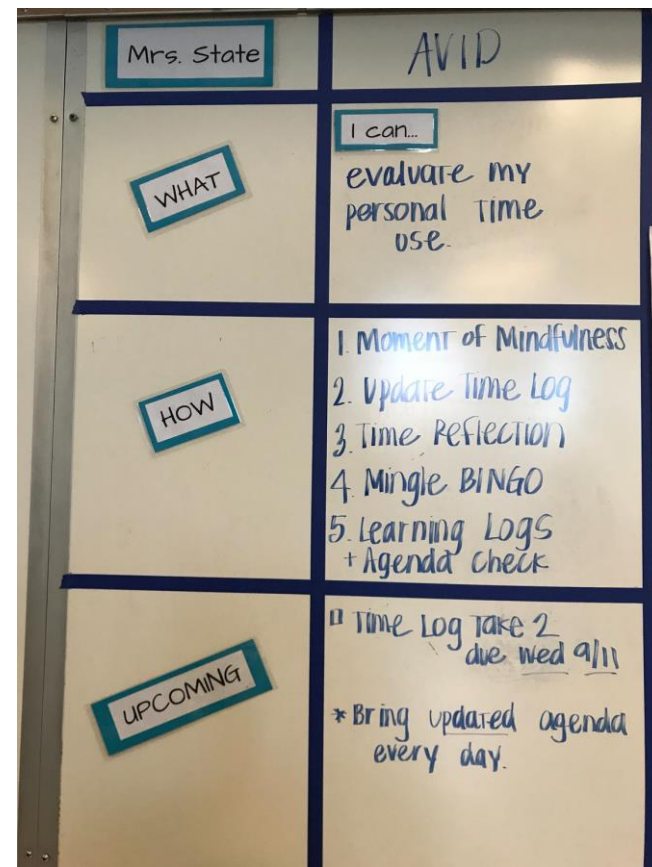 Mrs. State
AVID
WHAT
I can...
evaluate my
personal time
use.
HOW
1. Moment of Mindfulness
2. Update Time Log
3. Time Reflection
4. Mingle BINGO
5. Learning Logs
+ Agenda Check
UPCOMING
Time Log Take 2
due Wed 9/11
* Bring updated agenda
every day.